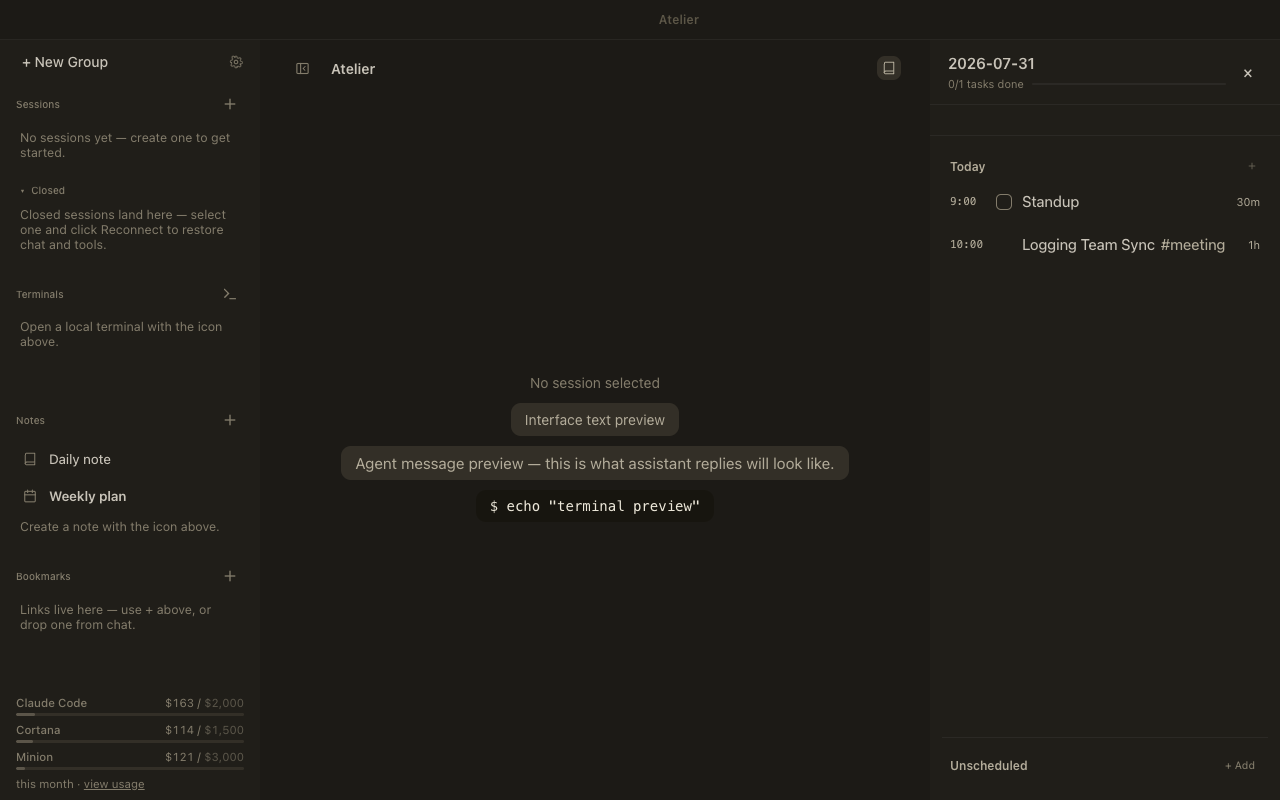 Atelier
+ New Group
Sessions
No sessions yet — create one to get
started.
Closed
Closed sessions land here — select
one and click Reconnect to restore
chat and tools.
Terminals
Open a local terminal with the icon
above.
Notes
Daily note
Weekly plan
Create a note with the icon above.
Bookmarks
Links live here — use + above, or
drop one from chat.
Claude Code $163 / $2,000
Cortana $114 / $1,500
Minion $121 / $3,000
this month · view usage
Atelier
No session selected
Interface text preview
Agent message preview — this is what assistant replies will look like.
$ echo "terminal preview"
2026-07-31
0/1 tasks done
Today
9:00 Standup 30m
10:00 Logging Team Sync #meeting 1h
Unscheduled + Add